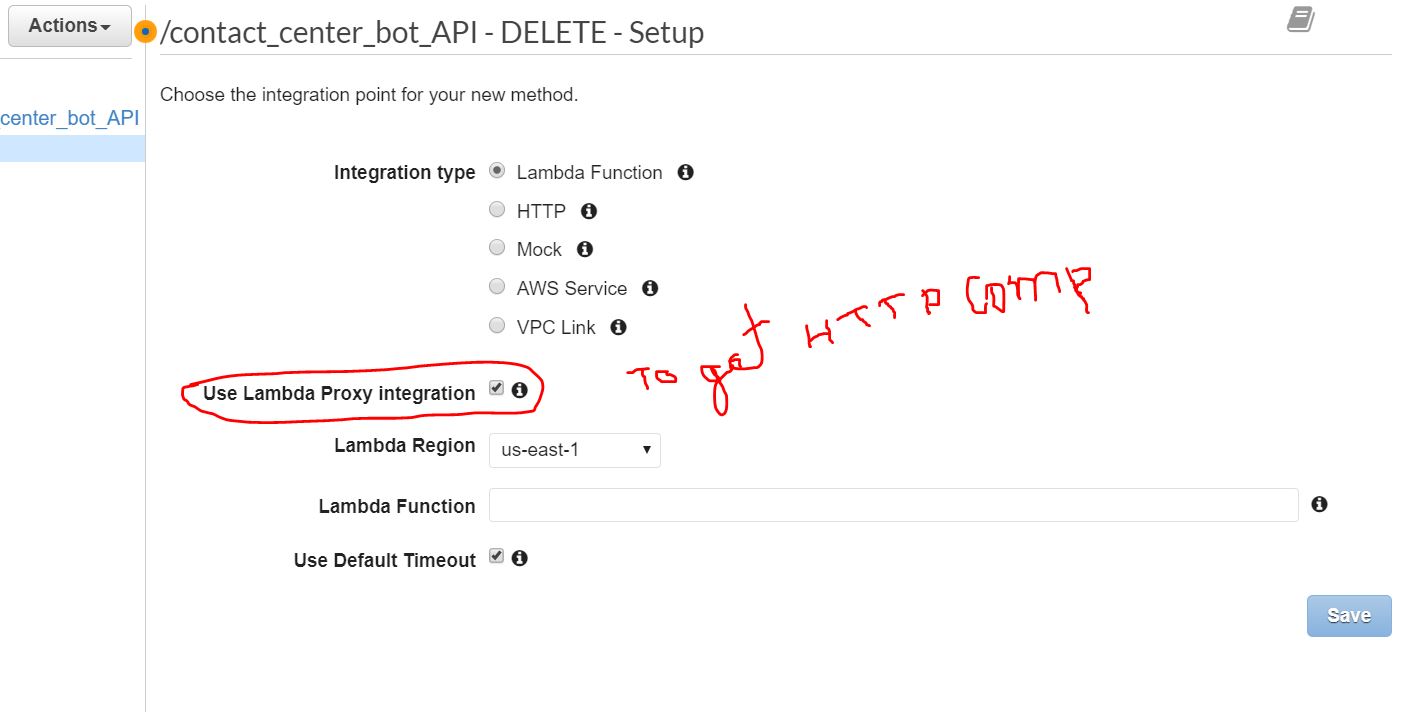 Actions
/contact_center_bot_API - DELETE - Setup
center_bot_API
Choose the integration point for your new method.
Integration type
Lambda Function
HTTP
Mock
AWS Service
VPC Link
To get HTTP comp
Use Lambda Proxy integration
Lambda Region us-east-1
Lambda Function
Use Default Timeout
Save